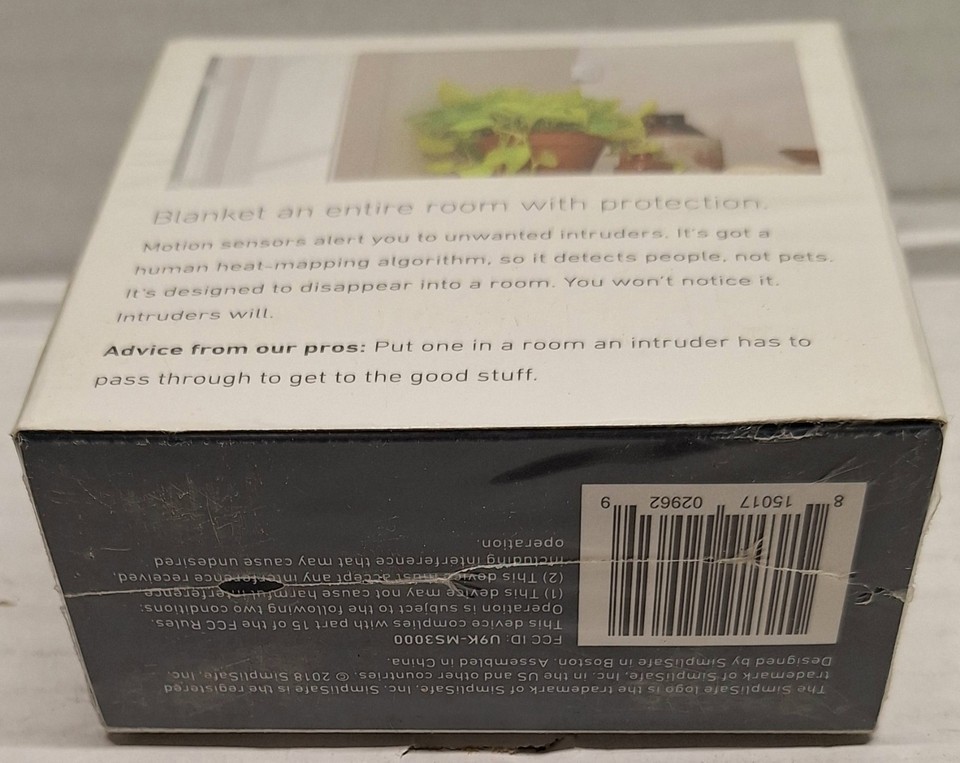 Blanket an entire room with protection.
Motion sensors alert you to unwanted intruders. It's got a
human heat-mapping algorithm, so it detects people, not pets.
It's designed to disappear into a room. You won't notice it.
Intruders will.
Advice from our pros: Put one in a room an intruder has to
pass through to get to the good stuff.
The SimpliSafe logo is the trademark of SimpliSafe, Inc. SimpliSafe is the registered
trademark of SimpliSafe, Inc. in the US and other countries. © 2018 SimpliSafe, Inc.
Designed by SimpliSafe in Boston. Assembled in China.
FCC ID: U9K-MS3000
This device complies with part 15 of the FCC Rules.
Operation is subject to the following two conditions:
(1) This device may not cause harmful interference
(2) This device must accept any interference received,
including interference that may cause undesired
operation.
8 15017 02962 9